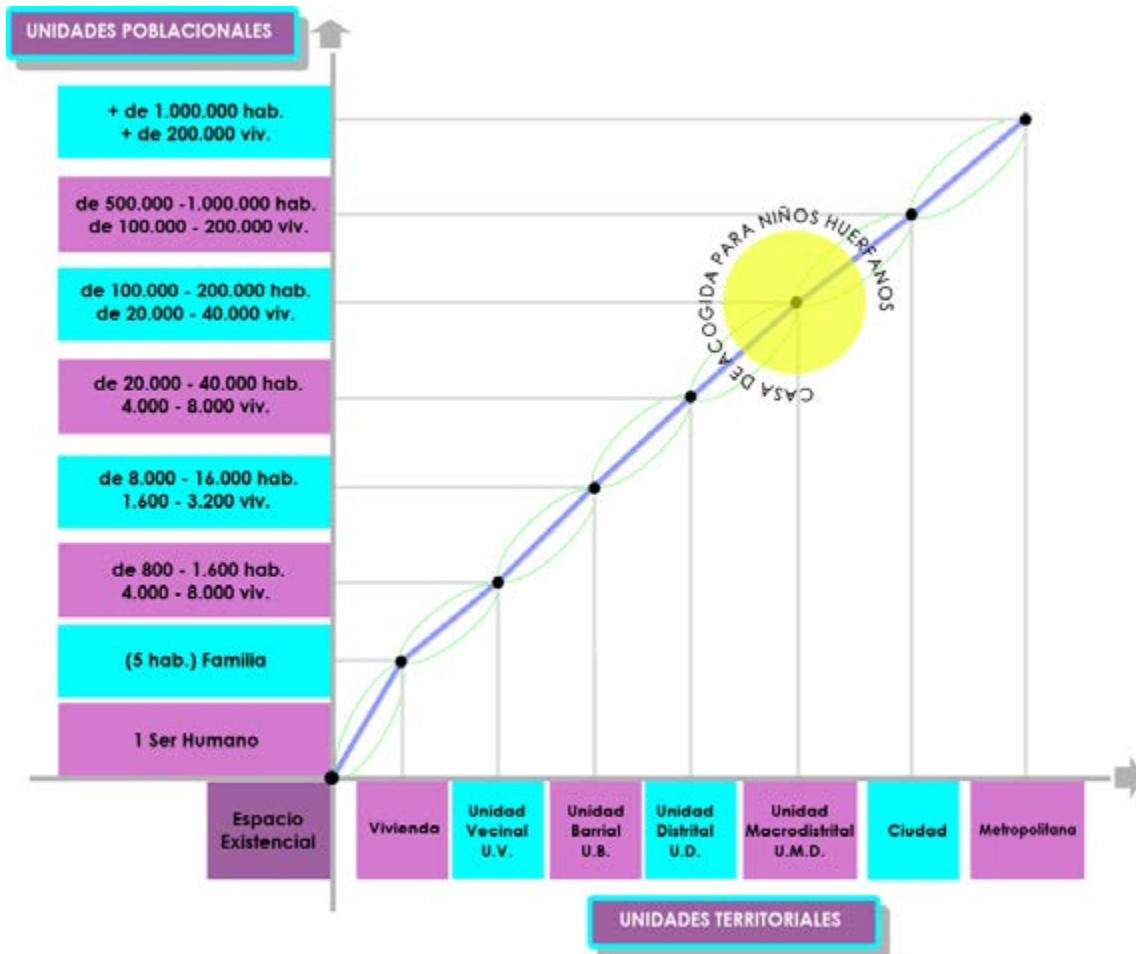 UNIDADES POBLACIONALES
+ de 1.000.000 hab.
+ de 200.000 viv.
de 500.000 -1.000.000 hab.
de 100.000 - 200.000 viv.
de 100.000 - 200.000 hab.
de 20.000 - 40.000 viv.
de 20.000 - 40.000 hab.
4.000 - 8.000 viv.
de 8.000 - 16.000 hab.
1.600 - 3.200 viv.
de 800 - 1.600 hab.
4.000 - 8.000 viv.
(5 hab.) Familia
1 Ser Humano
CASA DE ACOGIDA PARA NIÑOS HUERFANOS
Espacio
Existencial
Vivienda
Unidad
Vecinal
U.V.
Unidad
Barrial
U.B.
Unidad
Distrital
U.D.
Unidad
Macrodistrital
U.M.D.
Ciudad
Metropolitana
UNIDADES TERRITORIALES